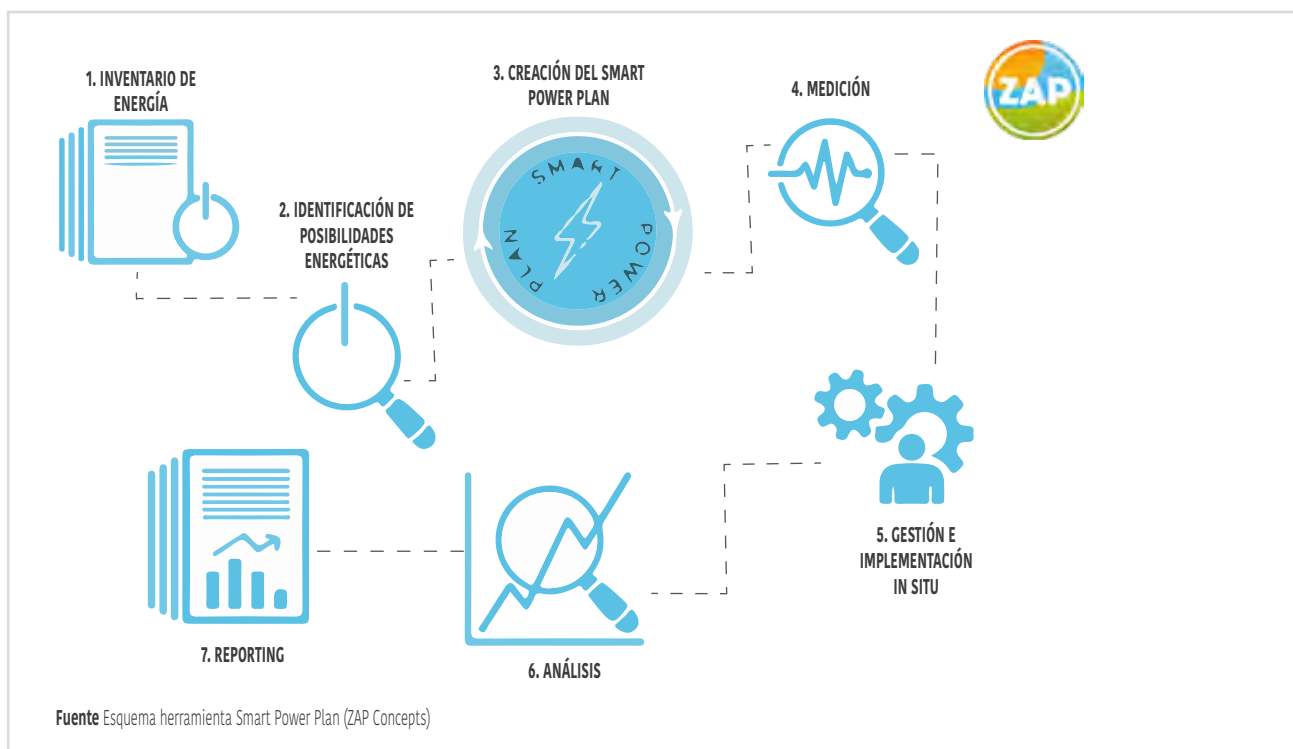 1. INVENTARIO DE
ENERGÍA
2. IDENTIFICACIÓN DE
POSIBILIDADES
ENERGÉTICAS
3. CREACIÓN DEL SMART
POWER PLAN
SMART
POWER
PLAN
4. MEDICIÓN
ZAP
5. GESTIÓN E
IMPLEMENTACIÓN
IN SITU
6. ANÁLISIS
7. REPORTING
Fuente Esquema herramienta Smart Power Plan (ZAP Concepts)